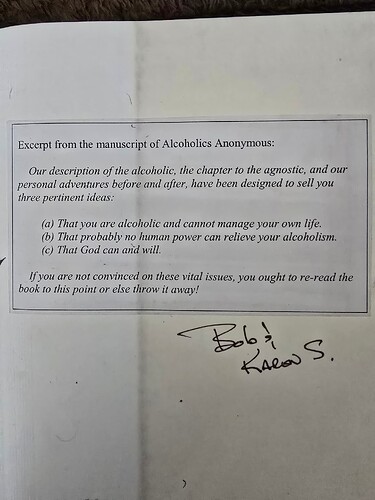 Excerpt from the manuscript of Alcoholics Anonymous:
Our description of the alcoholic, the chapter to the agnostic, and our
personal adventures before and after, have been designed to sell you
three pertinent ideas:
(a) That you are alcoholic and cannot manage your own life.
(b) That probably no human power can relieve your alcoholism.
(c) That God can and will.
If you are not convinced on these vital issues, you ought to re-read the
book to this point or else throw it away!
Bob &
Karen S.